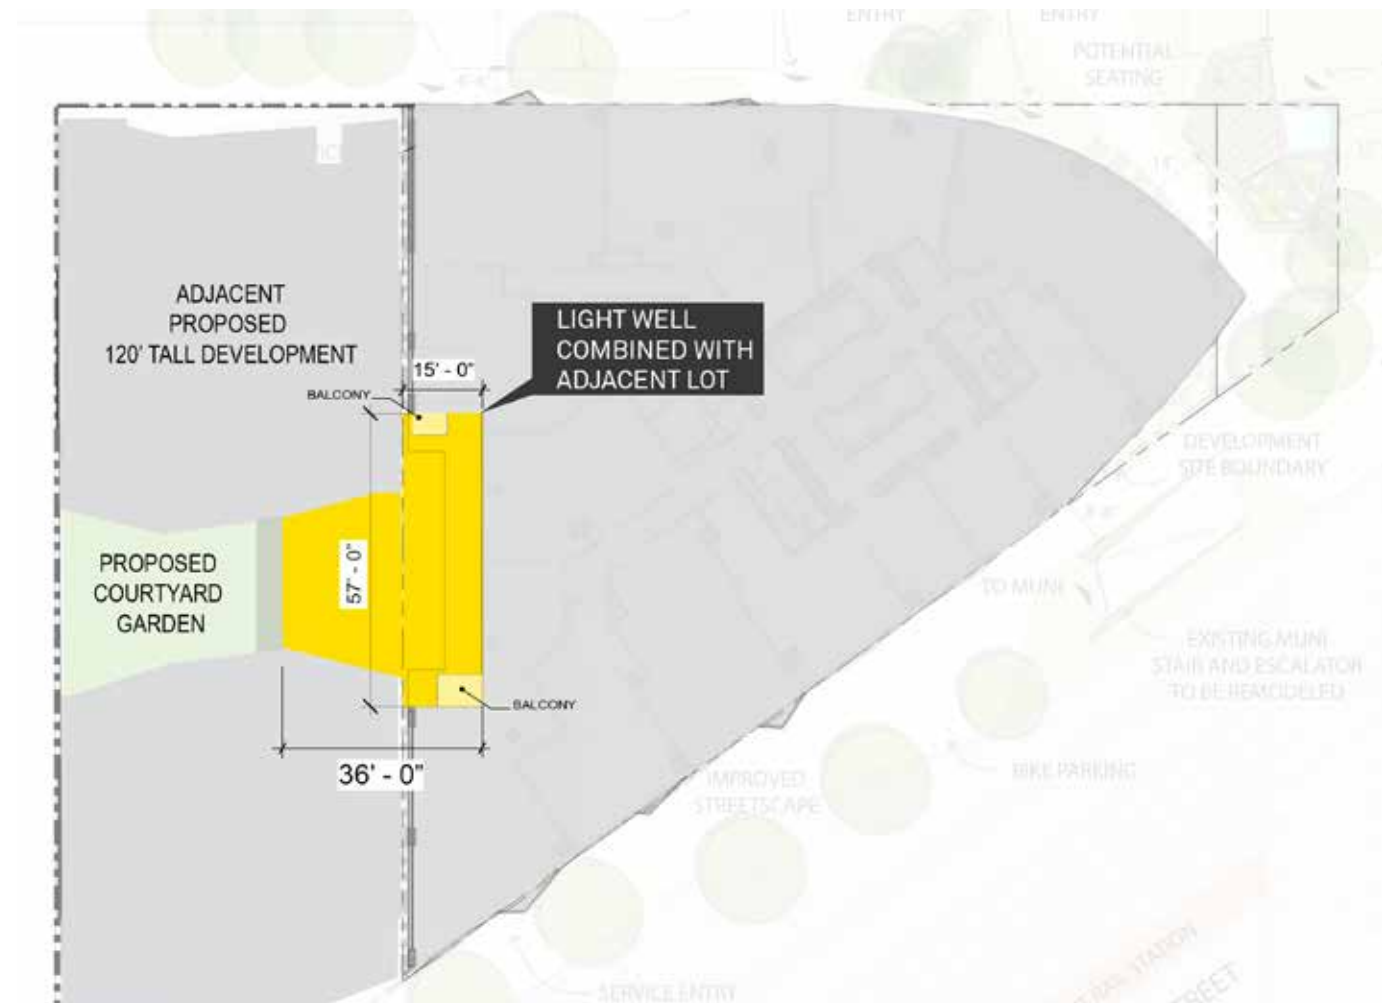 ENTRY
ENTRY
POTENTIAL
SEATING
ADJACENT
PROPOSED
120' TALL DEVELOPMENT
LIGHT WELL
COMBINED WITH
ADJACENT LOT
15' - 0"
BALCONY
DEVELOPMENT
SITE BOUNDARY
PROPOSED
COURTYARD
GARDEN
57' - 0"
TO MUNI
EXISTING MUNI
STAIR AND ESCALATOR
TO BE REMODELED
BALCONY
36' - 0"
IMPROVED
STREETSCAPE
BIKE PARKING
SERVICE ENTRY
RAIL STATION